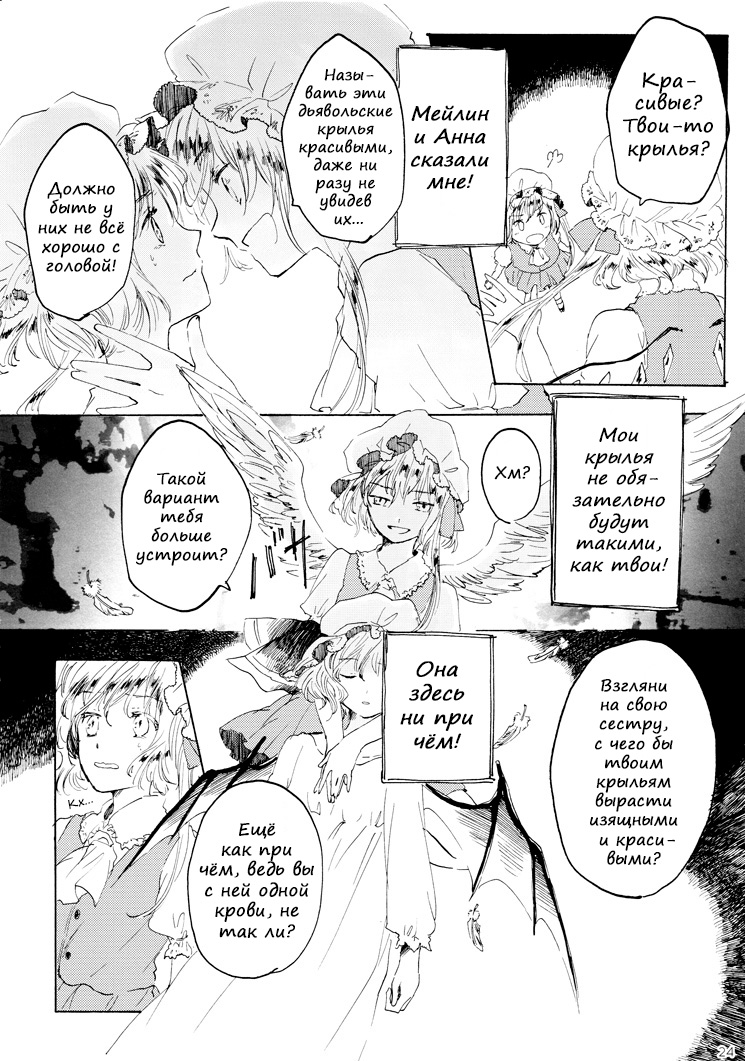 Кра-
сивые?
Твои-то
крылья?
Мейлин
и Анна
сказали
мне!
Назы-
вать эти
дьявольские
крылья
красивыми,
даже ни
разу не
увидев
их...
Должно
быть у
них не всё
хорошо с
головой!
Мои
крылья
не обя-
зательно
будут
такими,
как твои!
Хм?
Такой
вариант
тебя
больше
устроит?
Взгляни
на свою
сестру,
с чего бы
твоим
крыльям
вырасти
изящными
и краси-
выми?
Она
здесь
ни при
чём!
Кх...
Ещё
как при
чём, ведь вы
с ней одной
крови, не
так ли?
24